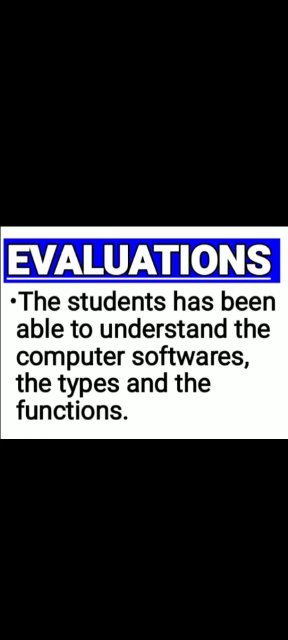 EVALUATIONS
•The students has been
able to understand the
computer softwares,
the types and the
functions.